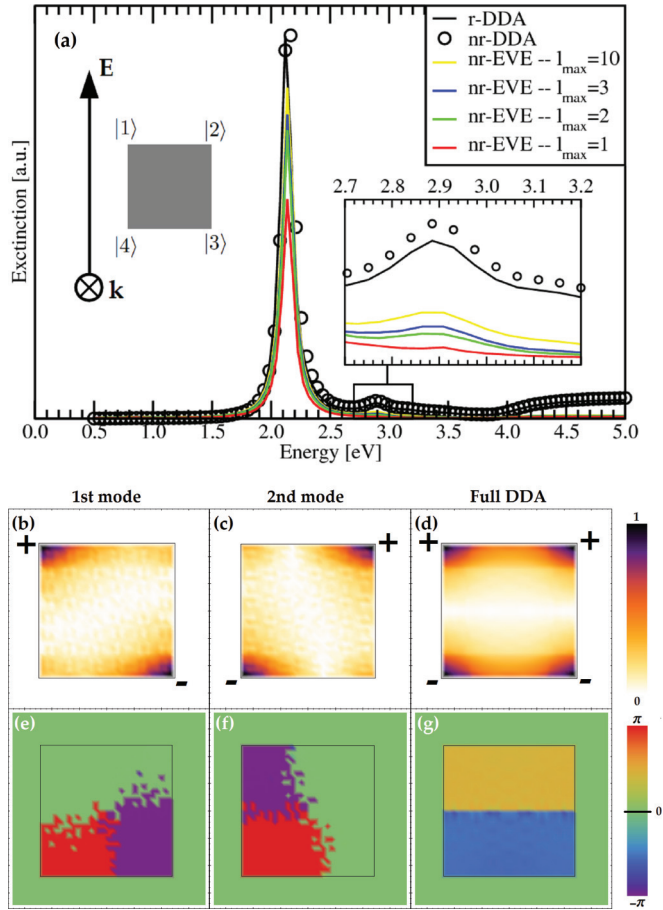 (a)
E
|1⟩ |2⟩
|4⟩ |3⟩
k
r-DDA
nr-DDA
nr-EVE -- l_max=10
nr-EVE -- l_max=3
nr-EVE -- l_max=2
nr-EVE -- l_max=1
2.7 2.8 2.9 3.0 3.1 3.2
Exctinction [a.u.]
0.0 0.5 1.0 1.5 2.0 2.5 3.0 3.5 4.0 4.5 5.0
Energy [eV]
1st mode 2nd mode Full DDA
(b) (c) (d)
+ + + +
- - - -
1
0
(e) (f) (g)
π
0
-π